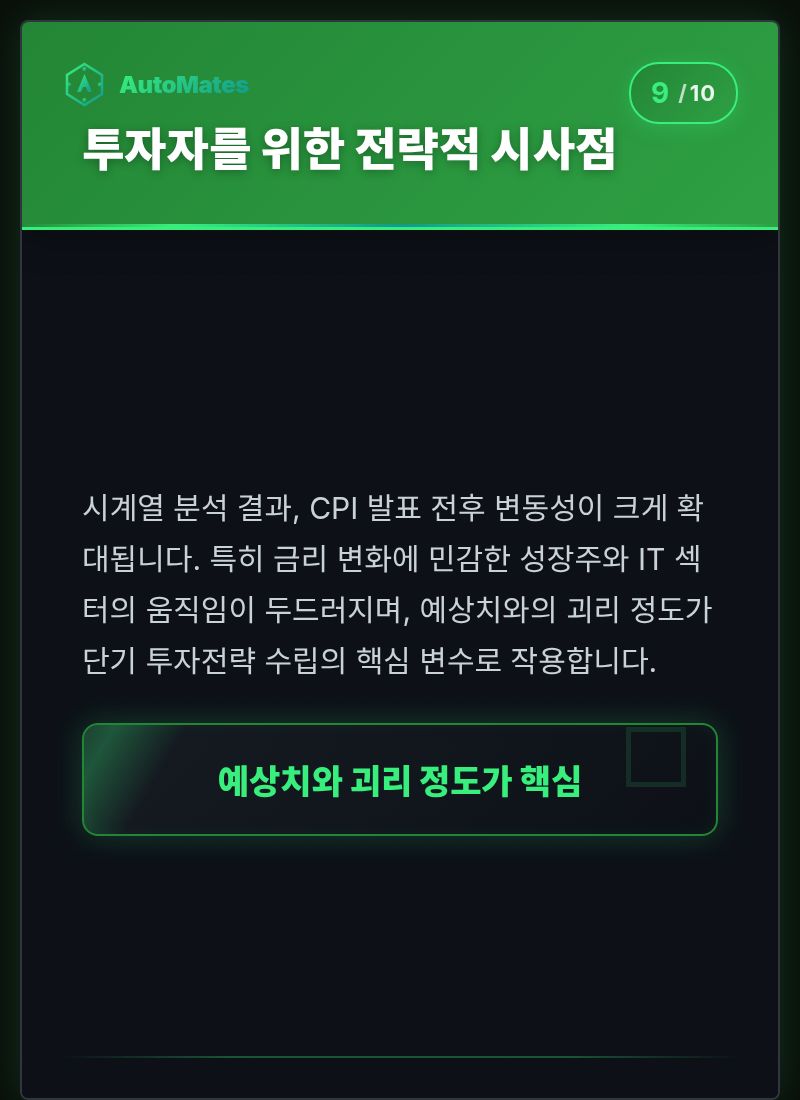 AutoMates
9 /10
투자자를 위한 전략적 시사점
시계열 분석 결과, CPI 발표 전후 변동성이 크게 확
대됩니다. 특히 금리 변화에 민감한 성장주와 IT 섹
터의 움직임이 두드러지며, 예상치와의 괴리 정도가
단기 투자전략 수립의 핵심 변수로 작용합니다.
예상치와 괴리 정도가 핵심